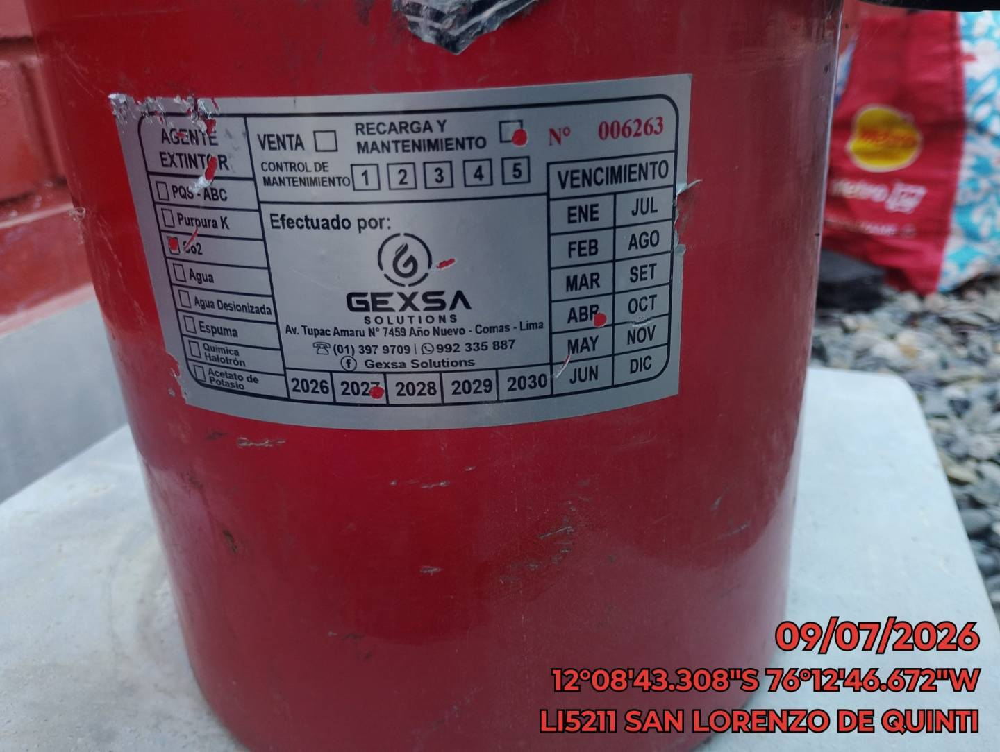 AGENTE
EXTINTOR
PQS - ABC
Purpura K
Co2
Agua
Agua Desionizada
Espuma
Quimica
Halotrón
Acetato de
Potasio
VENTA
RECARGA Y
MANTENIMIENTO
N° 006263
CONTROL DE
MANTENIMIENTO
1 2 3 4 5
Efectuado por:
GEXSA
SOLUTIONS
Av. Tupac Amaru N° 7459 Año Nuevo - Comas - Lima
(01) 397 9709 | 992 335 887
Gexsa Solutions
2026 2027 2028 2029 2030
VENCIMIENTO
ENE JUL
FEB AGO
MAR SET
ABR OCT
MAY NOV
JUN DIC
Metro
Metro
09/07/2026
12°08'43.308"S 76°12'46.672"W
LI5211 SAN LORENZO DE QUINTI